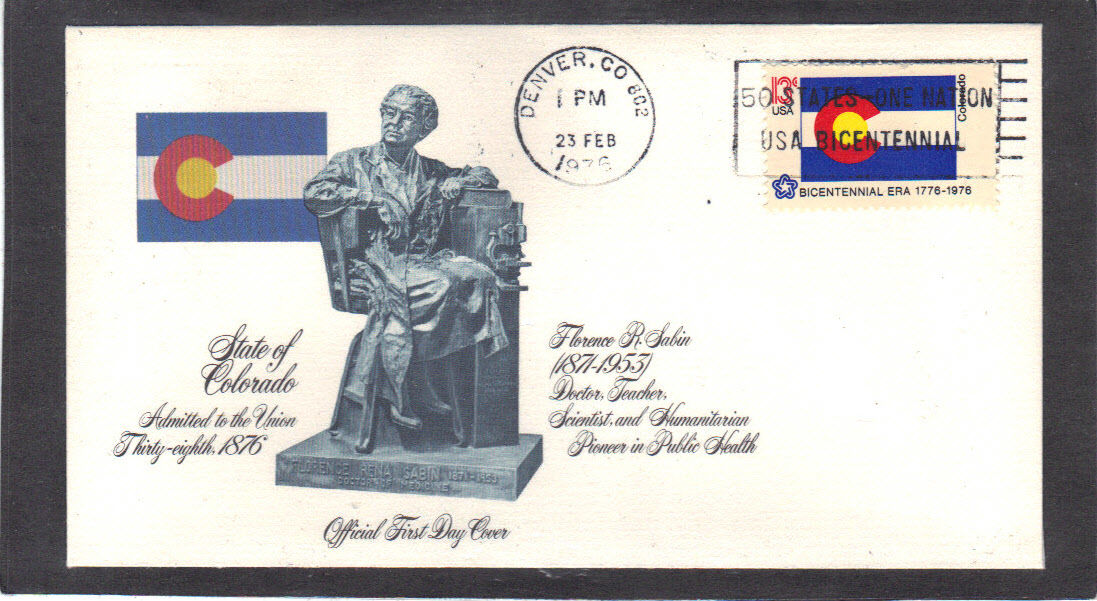 DENVER, CO 802
1 PM
23 FEB
1976
50 STATES-ONE NATION
USA BICENTENNIAL
13c
USA
Colorado
BICENTENNIAL ERA 1776-1976
State of
Colorado
Admitted to the Union
Thirty-eighth, 1876
Florence R. Sabin
(1871-1953)
Doctor, Teacher,
Scientist, and Humanitarian
Pioneer in Public Health
FLORENCE RENA SABIN 1871-1953
DOCTOR OF MEDICINE
Official First Day Cover